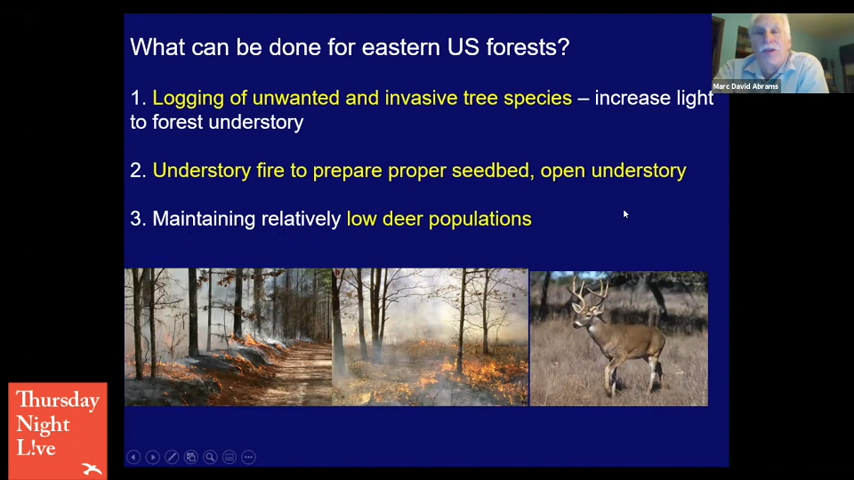 What can be done for eastern US forests?
1. Logging of unwanted and invasive tree species – increase light
to forest understory
2. Understory fire to prepare proper seedbed, open understory
3. Maintaining relatively low deer populations
Marc David Abrams
Thursday
Night
L!ve